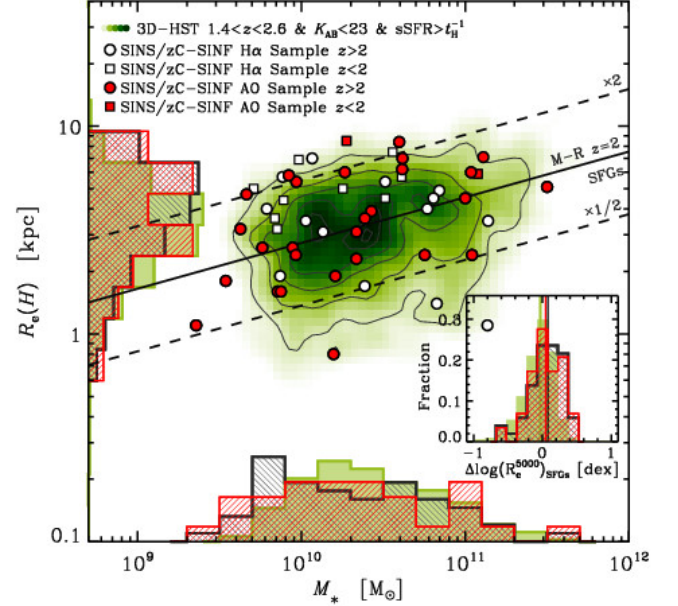 3D-HST 1.4<z<2.6 & K_AB<23 & sSFR>t_H^-1
SINS/zC-SINF Hα Sample z>2
SINS/zC-SINF Hα Sample z<2
SINS/zC-SINF AO Sample z>2
SINS/zC-SINF AO Sample z<2
×2
M-R z=2
SFGs
×1/2
10
1
0.1
R_e(H) [kpc]
10^9
10^10
10^11
10^12
M_* [M_⊙]
0.3
0.2
0.1
0.0
Fraction
-1
0
1
Δlog(R_e^5000)_SFGs [dex]